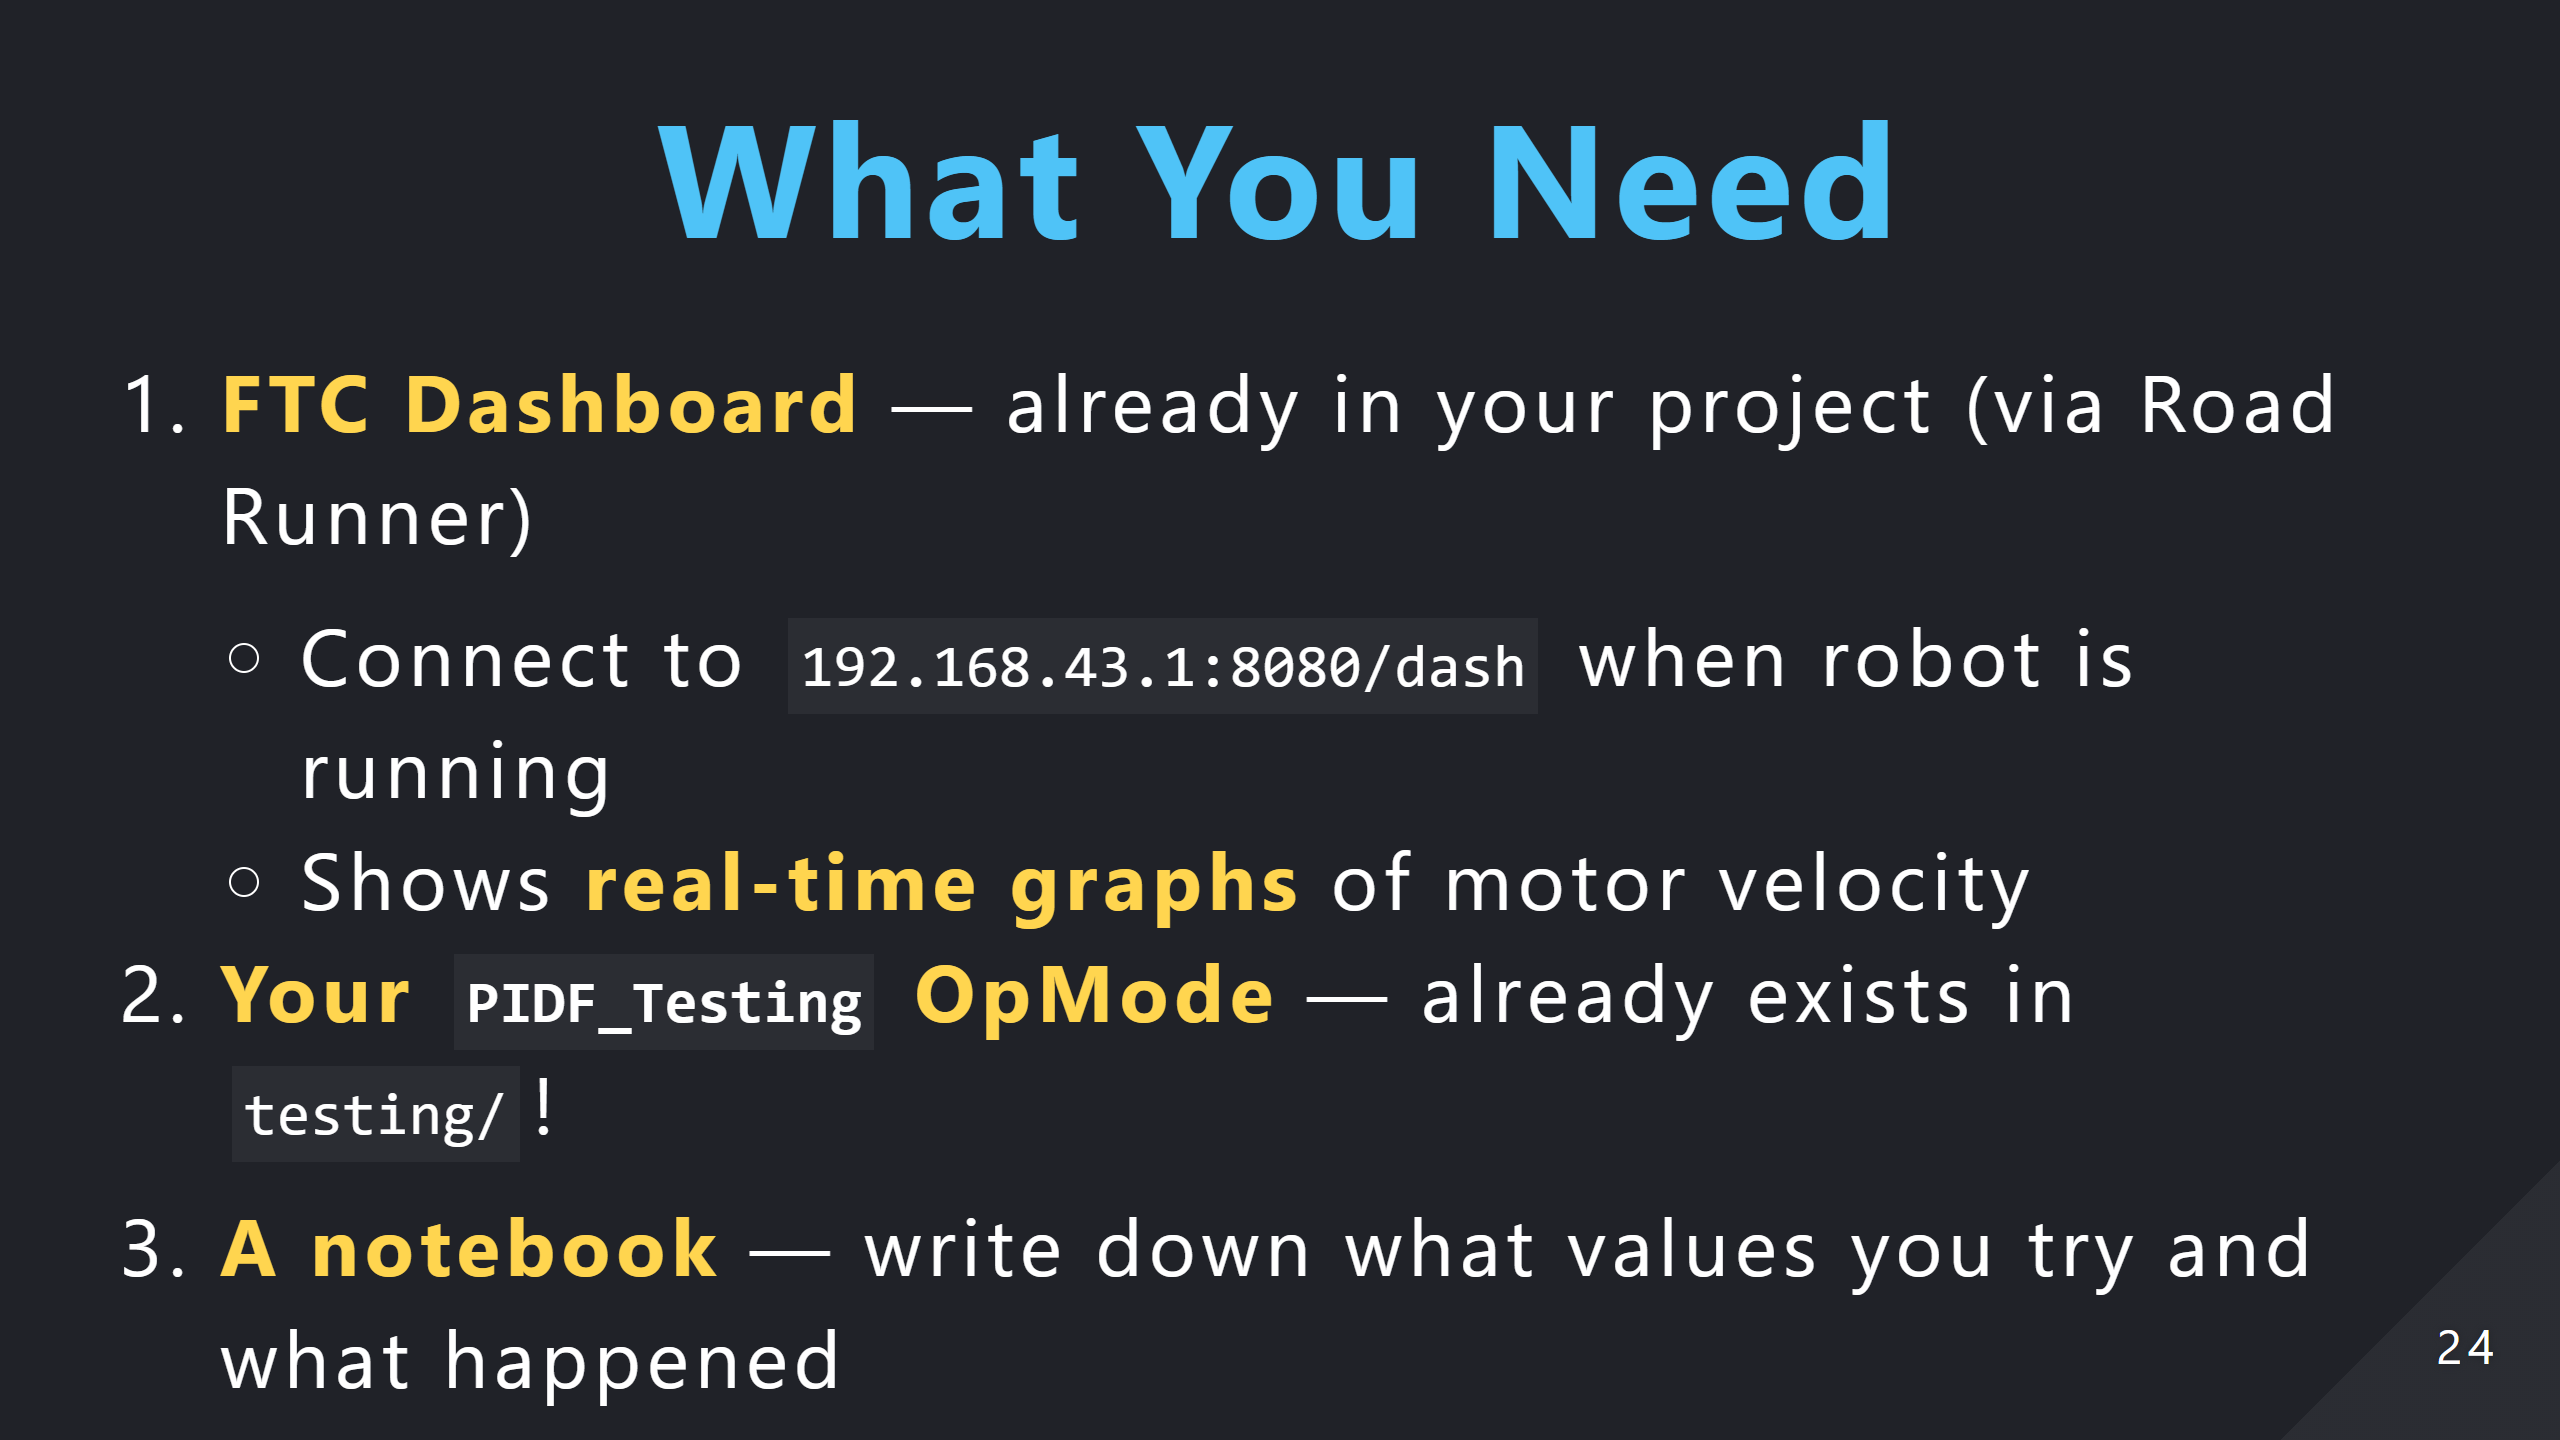 What You Need
1. FTC Dashboard — already in your project (via Road
Runner)
○ Connect to 192.168.43.1:8080/dash when robot is
running
○ Shows real-time graphs of motor velocity
2. Your PIDF_Testing OpMode — already exists in
testing/!
3. A notebook — write down what values you try and
what happened
24